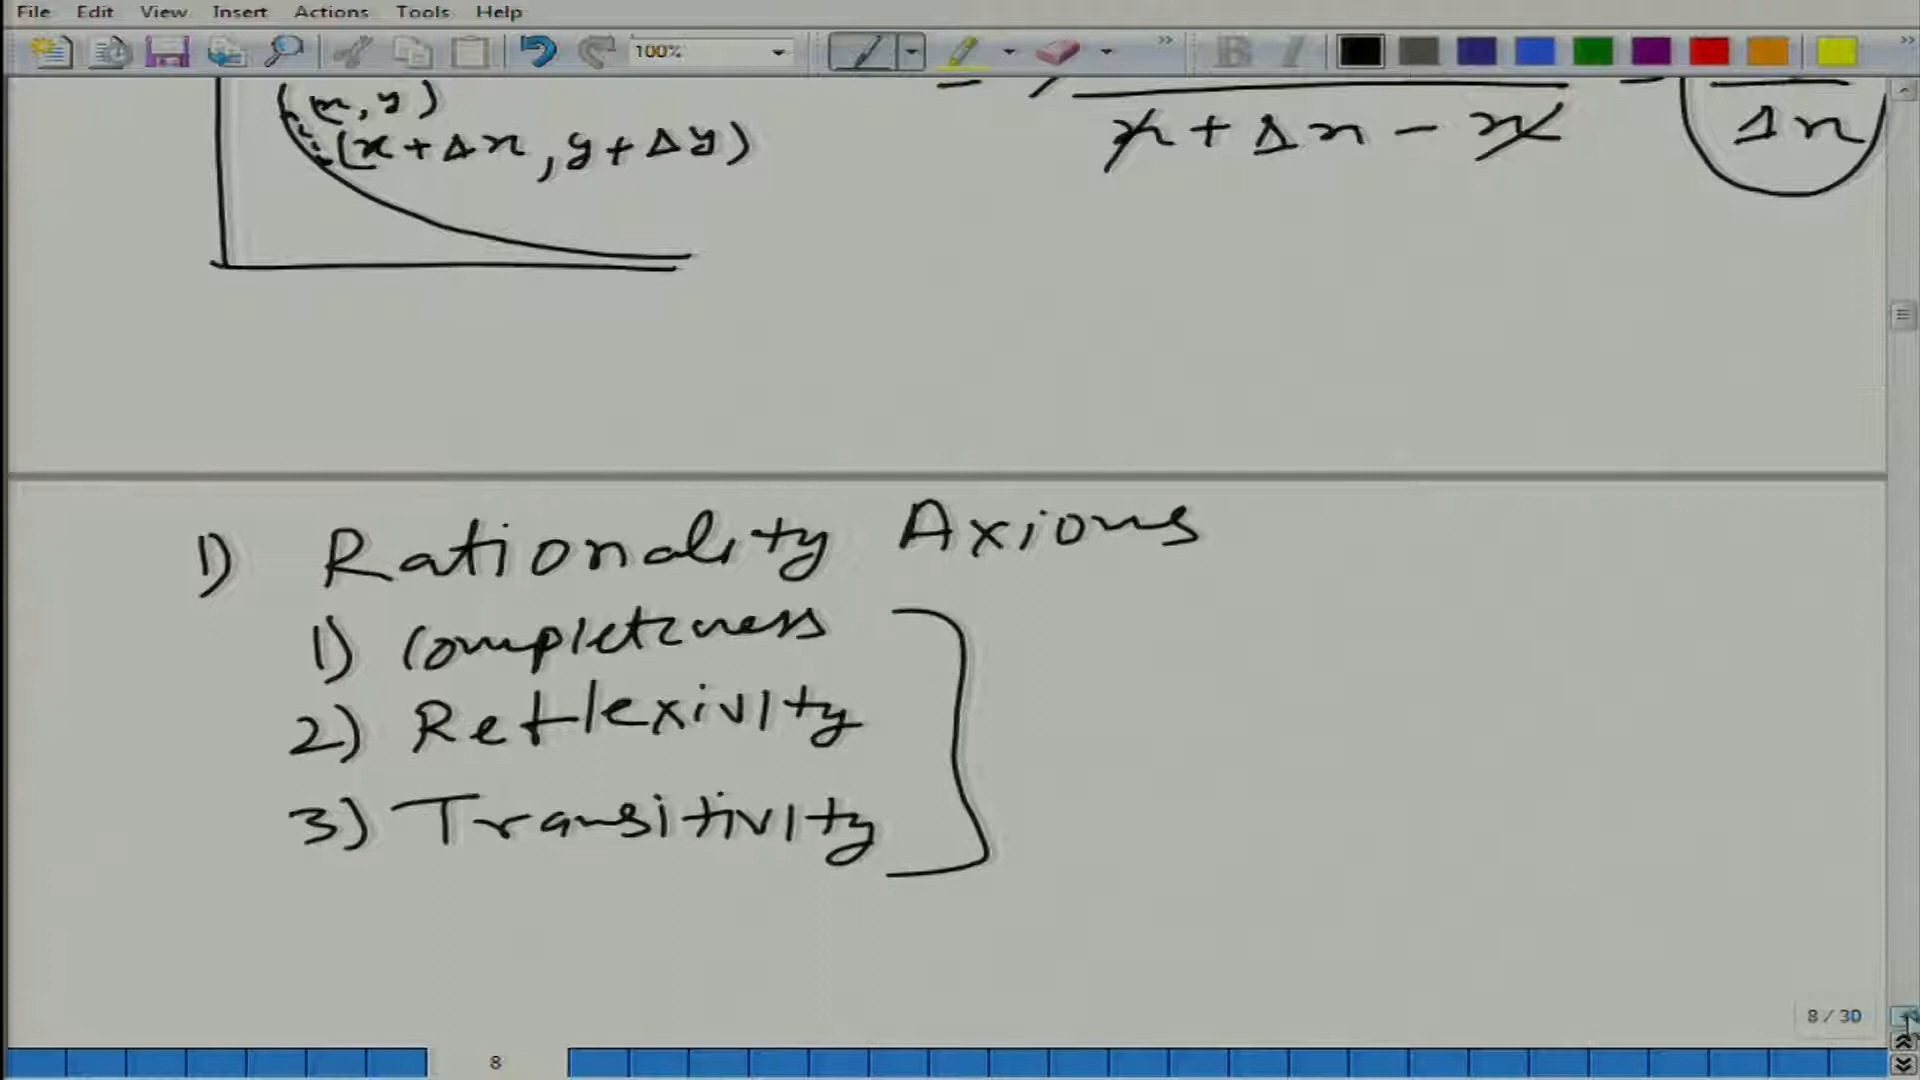 File Edit View Insert Actions Tools Help
100%
(x, y)
(x + Δx, y + Δy)
x + Δx - x
=
Δx
1) Rationality Axioms
1) Completeness
2) Reflexivity
3) Transitivity
8 / 30
8